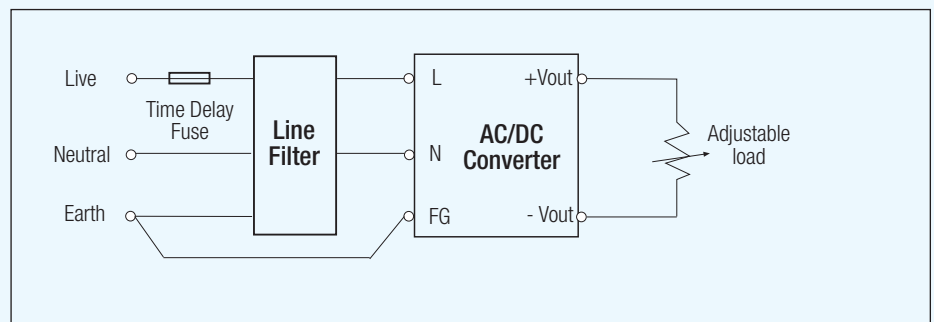 Live
Time Delay
Fuse
Neutral
Earth
Line
Filter
L
N
FG
AC/DC
Converter
+Vout
- Vout
Adjustable
load